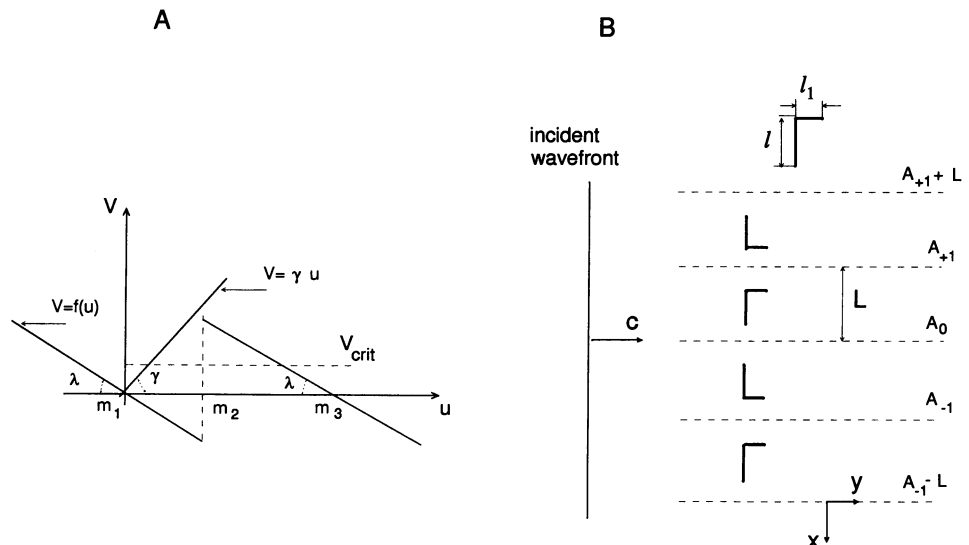 A
V
V=f(u)
V= γ u
V_crit
λ
γ
λ
m_1
m_2
m_3
u
B
incident
wavefront
c
l_1
l
A_{+1} + L
A_{+1}
L
A_0
A_{-1}
A_{-1} - L
y
x